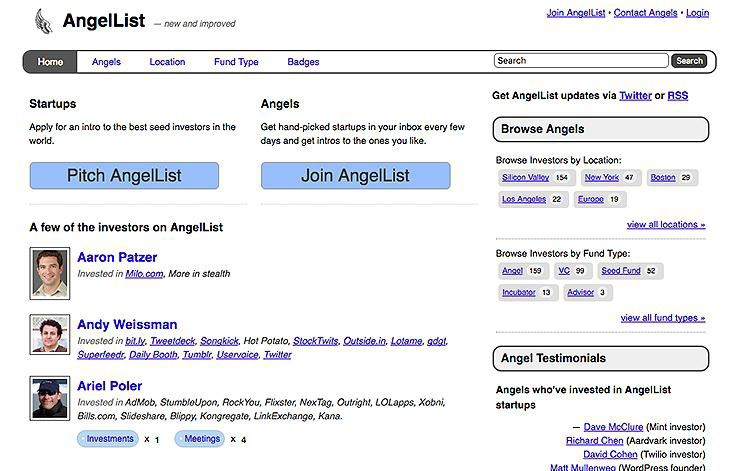 AngelList — new and improved
Join AngelList • Contact Angels • Login
Home Angels Location Fund Type Badges Search Search
Startups
Apply for an intro to the best seed investors in the
world.
Pitch AngelList
Angels
Get hand-picked startups in your inbox every few
days and get intros to the ones you like.
Join AngelList
A few of the investors on AngelList
Aaron Patzer
Invested in Milo.com, More in stealth
Andy Weissman
Invested in bit.ly, Tweetdeck, Songkick, Hot Potato, StockTwits, Outside.in, Lotame, gdgt,
Superfeedr, Daily Booth, Tumblr, Uservoice, Twitter
Ariel Poler
Invested in AdMob, StumbleUpon, RockYou, Flixster, NexTag, Outright, LOLapps, Xobni,
Bills.com, Slideshare, Blippy, Kongregate, LinkExchange, Kana.
Investments x 1 Meetings x 4
Get AngelList updates via Twitter or RSS
Browse Angels
Browse Investors by Location:
Silicon Valley 154 New York 47 Boston 29
Los Angeles 22 Europe 19
view all locations »
Browse Investors by Fund Type:
Angel 159 VC 99 Seed Fund 52
Incubator 13 Advisor 3
view all fund types »
Angel Testimonials
Angels who've invested in AngelList
startups
— Dave McClure (Mint investor)
Richard Chen (Aardvark investor)
David Cohen (Twilio investor)
Matt Mullenweg (WordPress founder)